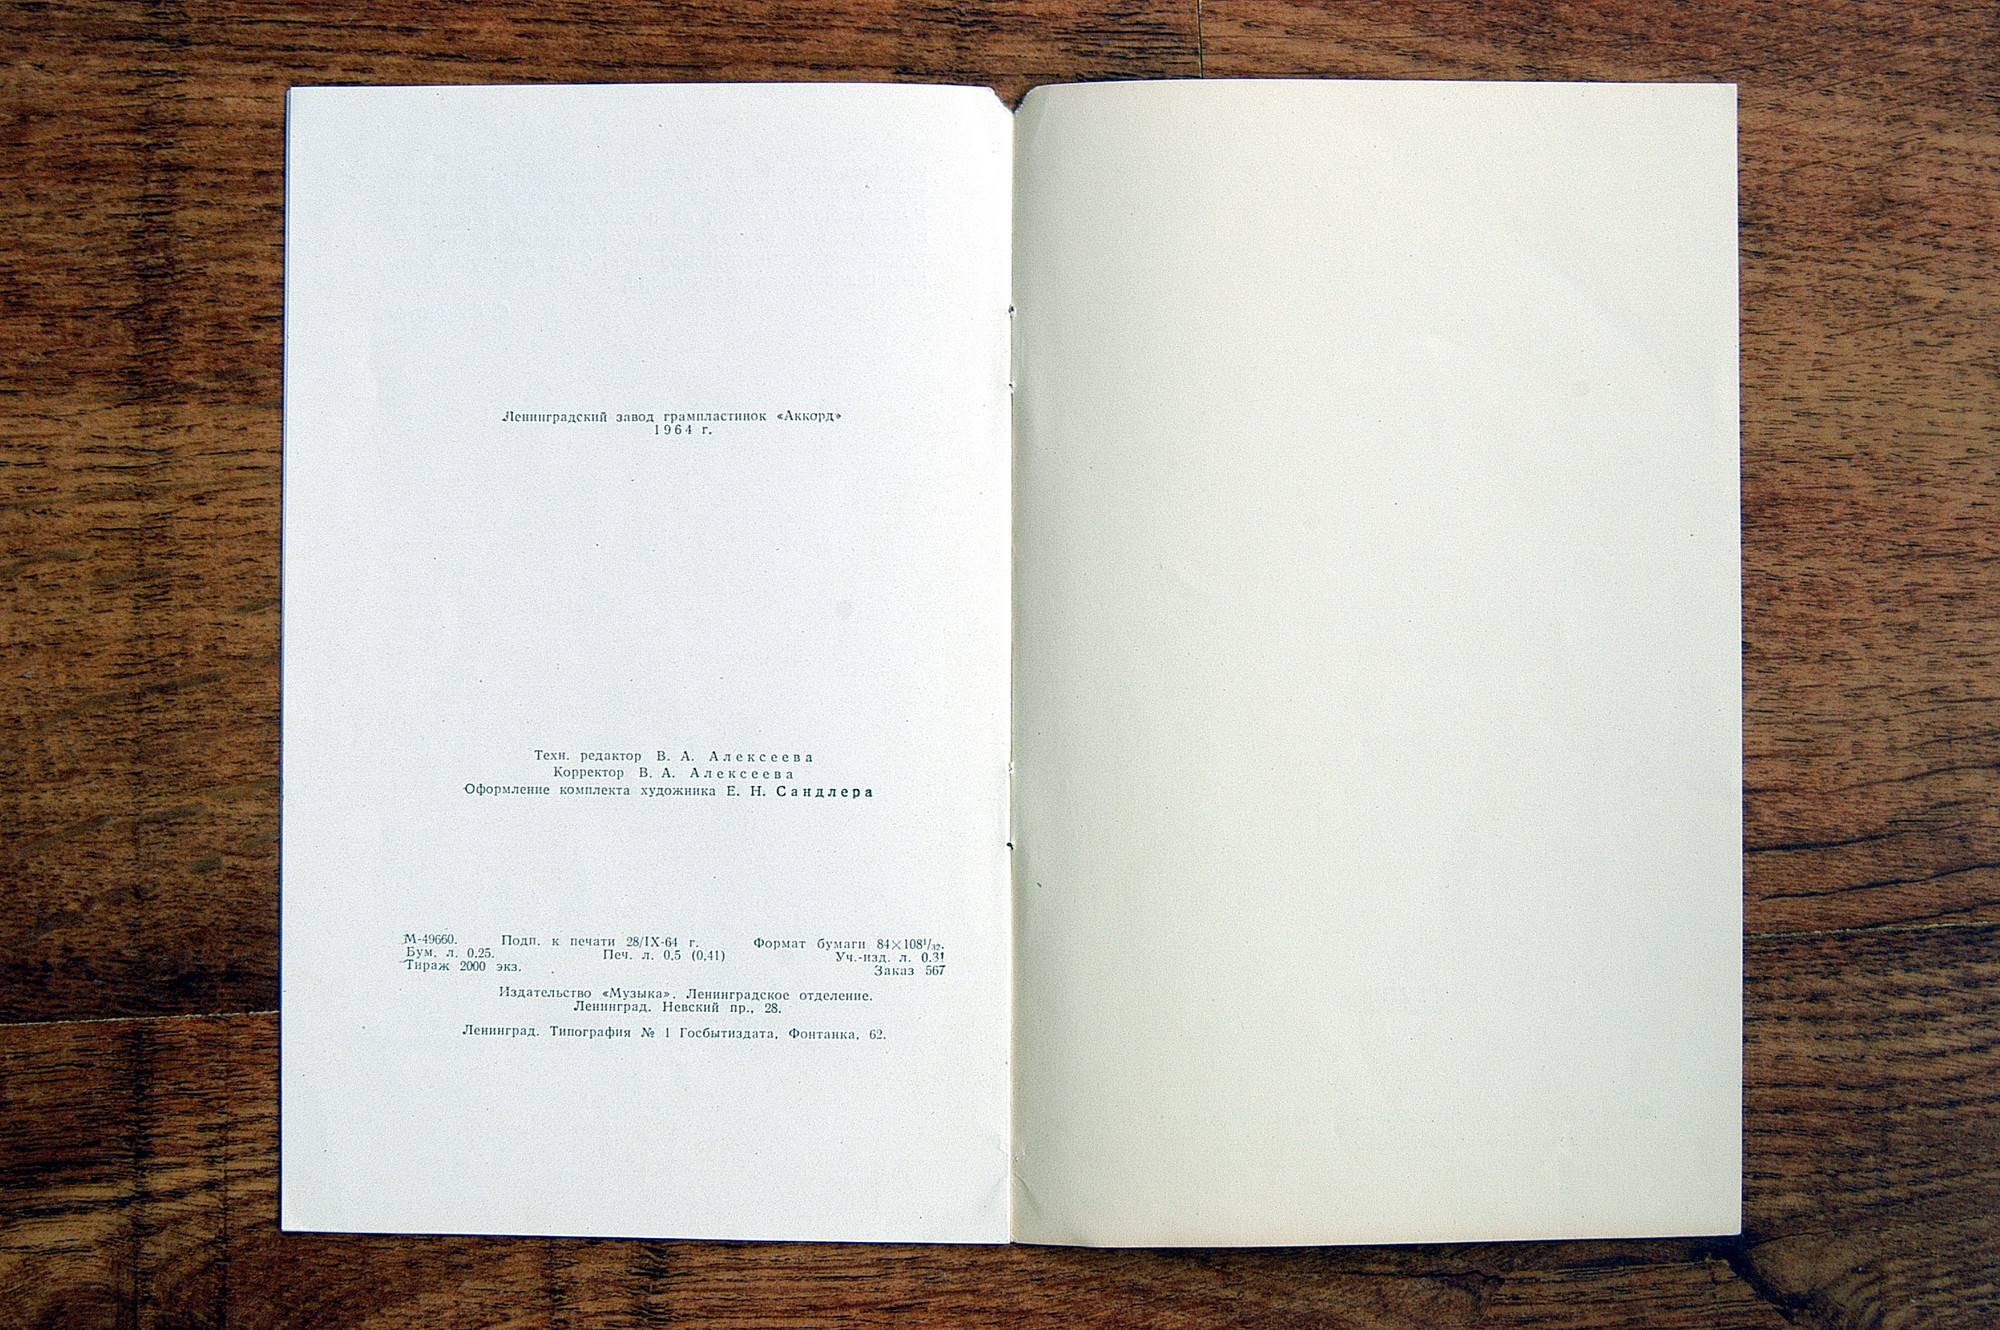 Ленинградский завод грампластинок «Аккорд»
1964 г.
Техн. редактор В. А. Алексеева
Корректор В. А. Алексеева
Оформление комплекта художника Е. Н. Сандлера
М-49660. Подп. к печати 28/IX-64 г. Формат бумаги 84×108¹/₃₂.
Бум. л. 0,25. Печ. л. 0,5 (0,41) Уч.-изд. л. 0,31
Тираж 2000 экз. Заказ 567
Издательство «Музыка». Ленинградское отделение.
Ленинград. Невский пр., 28.
Ленинград. Типография № 1 Госбытиздата, Фонтанка, 62.